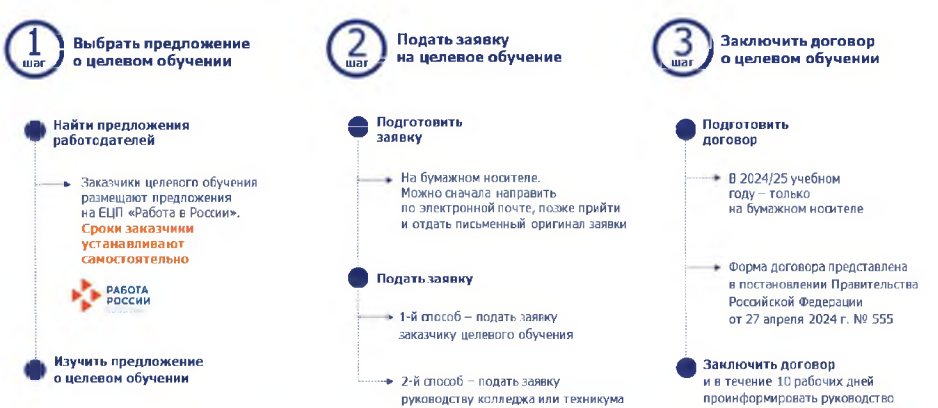 1
шаг
Выбрать предложение
о целевом обучении
Найти предложения
работодателей
Заказчики целевого обучения
размещают предложения
на ЕЦП «Работа в России».
Сроки заказчики
устанавливают
самостоятельно
РАБОТА
РОССИИ
Изучить предложение
о целевом обучении
2
шаг
Подать заявку
на целевое обучение
Подготовить
заявку
На бумажном носителе.
Можно сначала направить
по электронной почте, позже прийти
и отдать письменный оригинал заявки
Подать заявку
1-й способ – подать заявку
заказчику целевого обучения
2-й способ – подать заявку
руководству колледжа или техникума
3
шаг
Заключить договор
о целевом обучении
Подготовить
договор
В 2024/25 учебном
году – только
на бумажном носителе
Форма договора представлена
в постановлении Правительства
Российской Федерации
от 27 апреля 2024 г. № 555
Заключить договор
и в течение 10 рабочих дней
проинформировать руководство